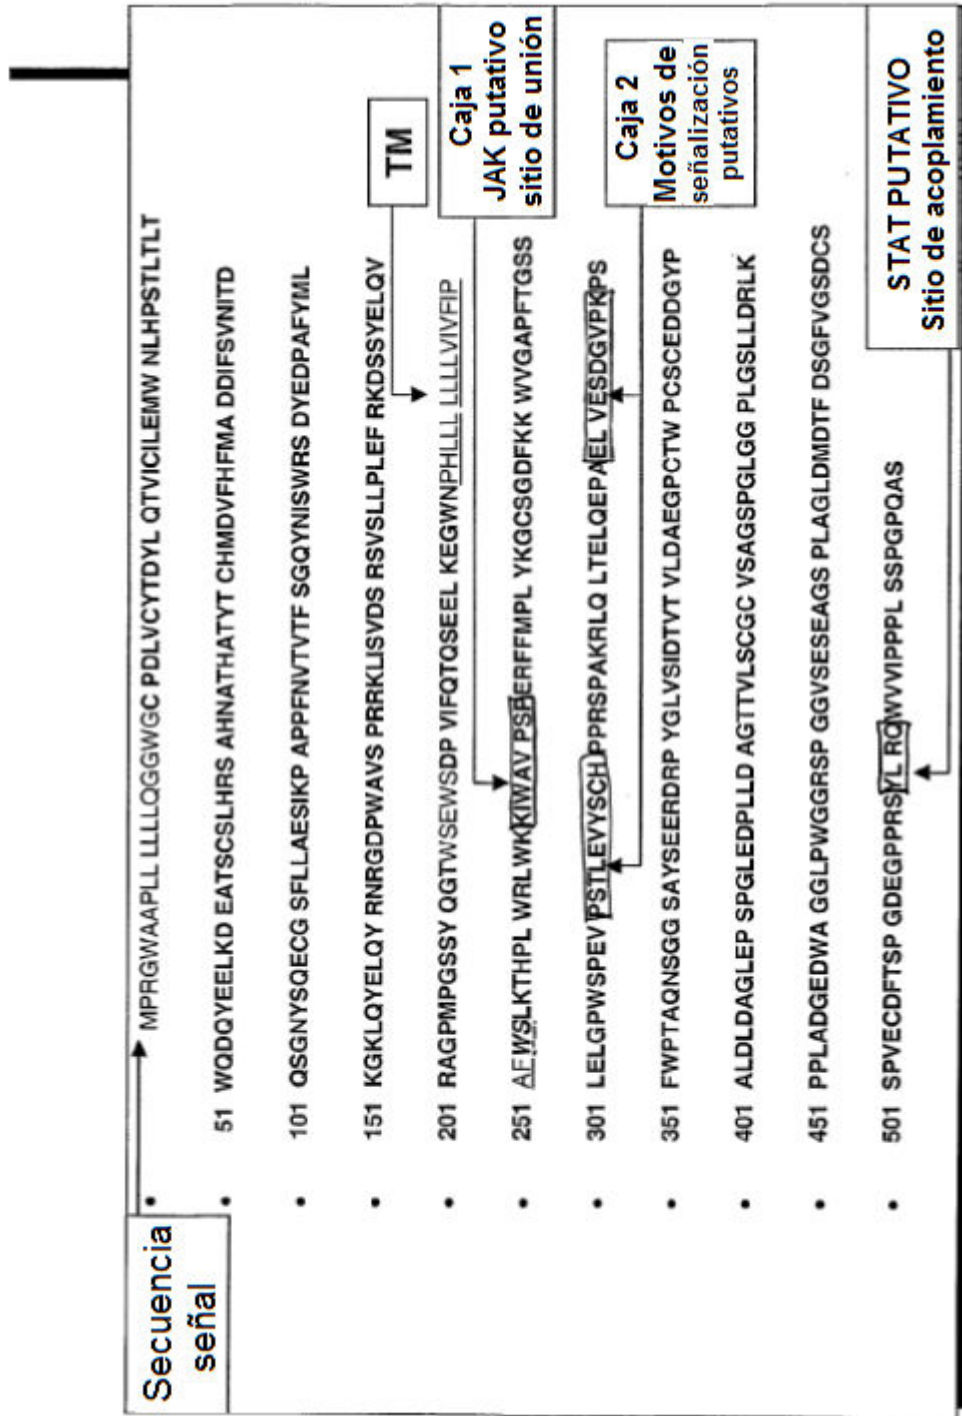 Secuencia
señal
• MPRGWAAPLL LLLLQGGWGC PDLVCYTDYL QTVICILEMW NLHPSTLTLT
• 51 WQDQYEELKD EATSCSLHRS AHNATHATYT CHMDVFHFMA DDIFSVNITD
• 101 QSGNYSQECG SFLLAESIKP APPFNVTVTF SGQYNISWRS DYEDPAFYML
• 151 KGKLQYELQY RNRGDPWAVS PRRKLISVDS RSVSLLPLEF RKDSSYELQV
TM
• 201 RAGPMPGSSY QGTWSEWSDP VIFQTQSEEL KEGWNPHLLL LLLLVIVFIP
Caja 1
JAK putativo
sitio de unión
• 251 AFWSLKTHPL WRLWKKIWAV PSPERFFMPL YKGCSGDFKK WVGAPFTGSS
• 301 LELGPWSPEV PSTLEVYSCH PPRSPAKRLQ LTELQEPAEL VESDGVPKPS
Caja 2
Motivos de
señalización
putativos
• 351 FWPTAQNSGG SAYSEERDRP YGLVSIDTVT VLDAEGPCTW PCSCEDDGYP
• 401 ALDLDAGLEP SPGLEDPLLD AGTTVLSCGC VSAGSPGLGG PLGSLLDRLK
• 451 PPLADGEDWA GGLPWGGRSP GGVSESEAGS PLAGLDMDTF DSGFVGSDCS
• 501 SPVECDFTSP GDEGPPRSYL RQWVVIPPPL SSPGPQAS
STAT PUTATIVO
Sitio de acoplamiento